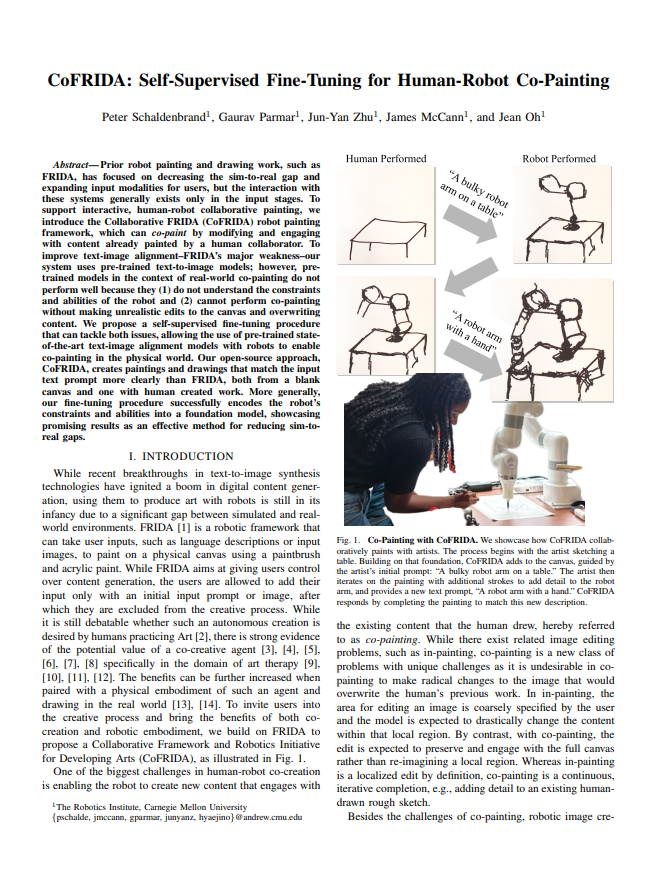 CoFRIDA: Self-Supervised Fine-Tuning for Human-Robot Co-Painting
Peter Schaldenbrand¹, Gaurav Parmar¹, Jun-Yan Zhu¹, James McCann¹, and Jean Oh¹
Abstract—Prior robot painting and drawing work, such as
FRIDA, has focused on decreasing the sim-to-real gap and
expanding input modalities for users, but the interaction with
these systems generally exists only in the input stages. To
support interactive, human-robot collaborative painting, we
introduce the Collaborative FRIDA (CoFRIDA) robot painting
framework, which can co-paint by modifying and engaging
with content already painted by a human collaborator. To
improve text-image alignment–FRIDA's major weakness–our
system uses pre-trained text-to-image models; however, pre-
trained models in the context of real-world co-painting do not
perform well because they (1) do not understand the constraints
and abilities of the robot and (2) cannot perform co-painting
without making unrealistic edits to the canvas and overwriting
content. We propose a self-supervised fine-tuning procedure
that can tackle both issues, allowing the use of pre-trained state-
of-the-art text-image alignment models with robots to enable
co-painting in the physical world. Our open-source approach,
CoFRIDA, creates paintings and drawings that match the input
text prompt more clearly than FRIDA, both from a blank
canvas and one with human created work. More generally,
our fine-tuning procedure successfully encodes the robot's
constraints and abilities into a foundation model, showcasing
promising results as an effective method for reducing sim-to-
real gaps.
I. INTRODUCTION
While recent breakthroughs in text-to-image synthesis
technologies have ignited a boom in digital content gener-
ation, using them to produce art with robots is still in its
infancy due to a significant gap between simulated and real-
world environments. FRIDA [1] is a robotic framework that
can take user inputs, such as language descriptions or input
images, to paint on a physical canvas using a paintbrush
and acrylic paint. While FRIDA aims at giving users control
over content generation, the users are allowed to add their
input only with an initial input prompt or image, after
which they are excluded from the creative process. While
it is still debatable whether such an autonomous creation is
desired by humans practicing Art [2], there is strong evidence
of the potential value of a co-creative agent [3], [4], [5],
[6], [7], [8] specifically in the domain of art therapy [9],
[10], [11], [12]. The benefits can be further increased when
paired with a physical embodiment of such an agent and
drawing in the real world [13], [14]. To invite users into
the creative process and bring the benefits of both co-
creation and robotic embodiment, we build on FRIDA to
propose a Collaborative Framework and Robotics Initiative
for Developing Arts (CoFRIDA), as illustrated in Fig. 1.
One of the biggest challenges in human-robot co-creation
is enabling the robot to create new content that engages with
¹The Robotics Institute, Carnegie Mellon University
{pschalde, jmccann, gparmar, junyanz, hyaejino}@andrew.cmu.edu
Human Performed
Robot Performed
"A bulky robot
arm on a table"
"A robot arm
with a hand"
Fig. 1. Co-Painting with CoFRIDA. We showcase how CoFRIDA collab-
oratively paints with artists. The process begins with the artist sketching a
table. Building on that foundation, CoFRIDA adds to the canvas, guided by
the artist's initial prompt: "A bulky robot arm on a table." The artist then
iterates on the painting with additional strokes to add detail to the robot
arm, and provides a new text prompt, "A robot arm with a hand." CoFRIDA
responds by completing the painting to match this new description.
the existing content that the human drew, hereby referred
to as co-painting. While there exist related image editing
problems, such as in-painting, co-painting is a new class of
problems with unique challenges as it is undesirable in co-
painting to make radical changes to the image that would
overwrite the human's previous work. In in-painting, the
area for editing an image is coarsely specified by the user
and the model is expected to drastically change the content
within that local region. By contrast, with co-painting, the
edit is expected to preserve and engage with the full canvas
rather than re-imagining a local region. Whereas in-painting
is a localized edit by definition, co-painting is a continuous,
iterative completion, e.g., adding detail to an existing human-
drawn rough sketch.
Besides the challenges of co-painting, robotic image cre-